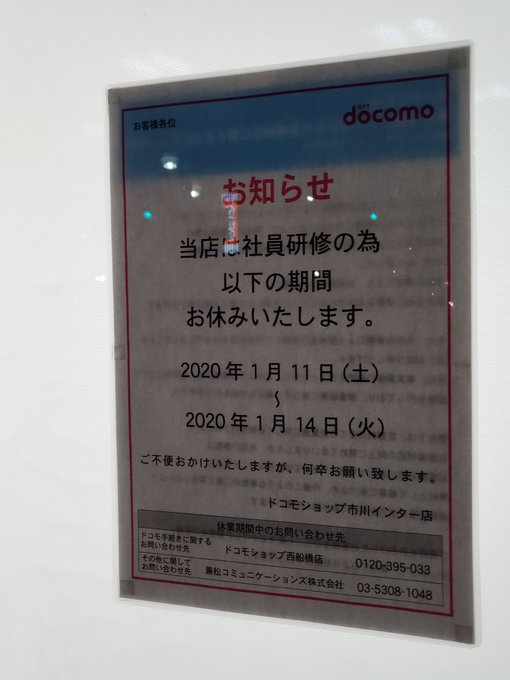 お客様各位
NTT
döcomo
お知らせ
当店は社員研修の為
以下の期間
お休みいたします。
2020年1月11日(土)
～
2020年1月14日(火)
ご不便おかけいたしますが、何卒お願い致します。
ドコモショップ市川インター店
休業期間中のお問い合わせ先
ドコモ手続きに関する
お問い合わせ先
ドコモショップ西船橋店 0120-395-033
その他に関して
お問い合わせ先
兼松コミュニケーションズ株式会社 03-5308-1048